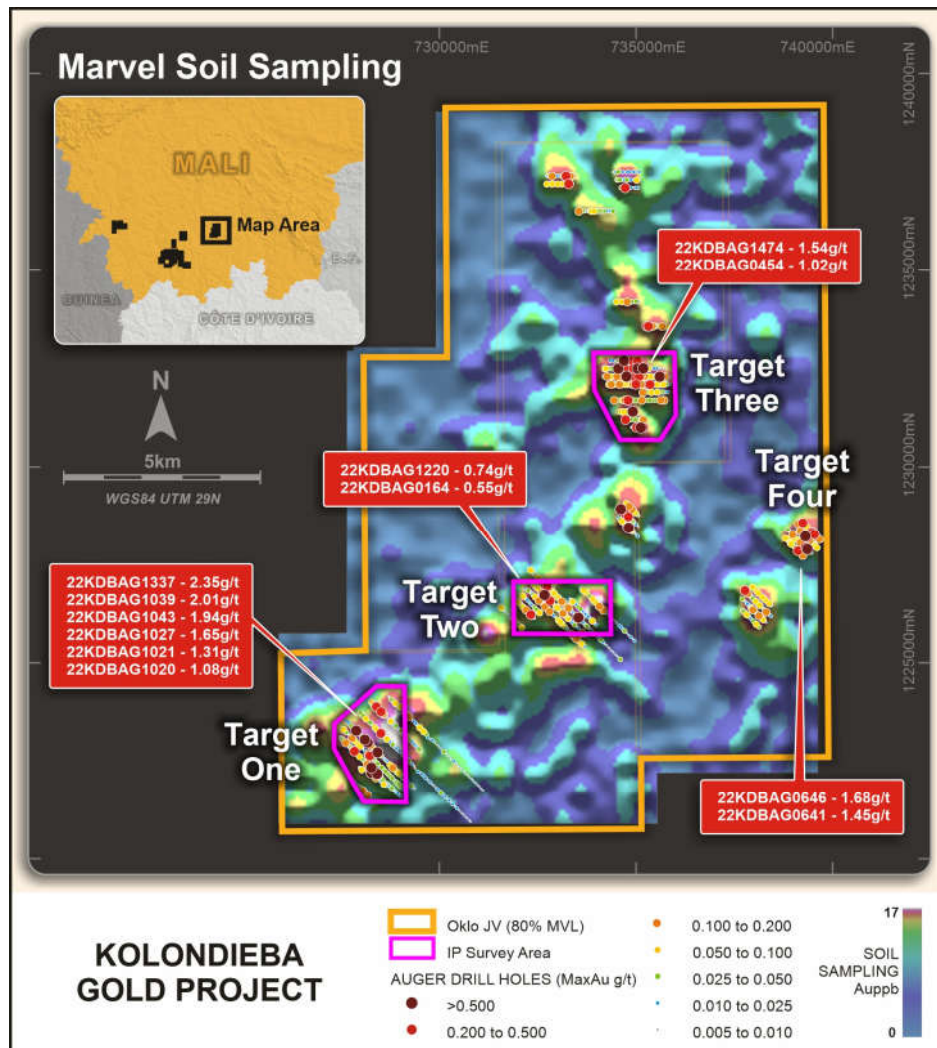 730000mE
735000mE
740000mE
Marvel Soil Sampling
1240000mN
MALI
Map Area
GUINEA
CÔTE D'IVOIRE
22KDBAG1474 - 1.54g/t
22KDBAG0454 - 1.02g/t
1235000mN
N
Target
Three
5km
WGS84 UTM 29N
22KDBAG1220 - 0.74g/t
22KDBAG0164 - 0.55g/t
1230000mN
Target
Four
22KDBAG1337 - 2.35g/t
22KDBAG1039 - 2.01g/t
22KDBAG1043 - 1.94g/t
22KDBAG1027 - 1.65g/t
22KDBAG1021 - 1.31g/t
22KDBAG1020 - 1.08g/t
Target
Two
1225000mN
Target
One
22KDBAG0646 - 1.68g/t
22KDBAG0641 - 1.45g/t
KOLONDIEBA
GOLD PROJECT
Oklo JV (80% MVL)
IP Survey Area
AUGER DRILL HOLES (MaxAu g/t)
>0.500
0.200 to 0.500
0.100 to 0.200
0.050 to 0.100
0.025 to 0.050
0.010 to 0.025
0.005 to 0.010
17
SOIL
SAMPLING
Auppb
0